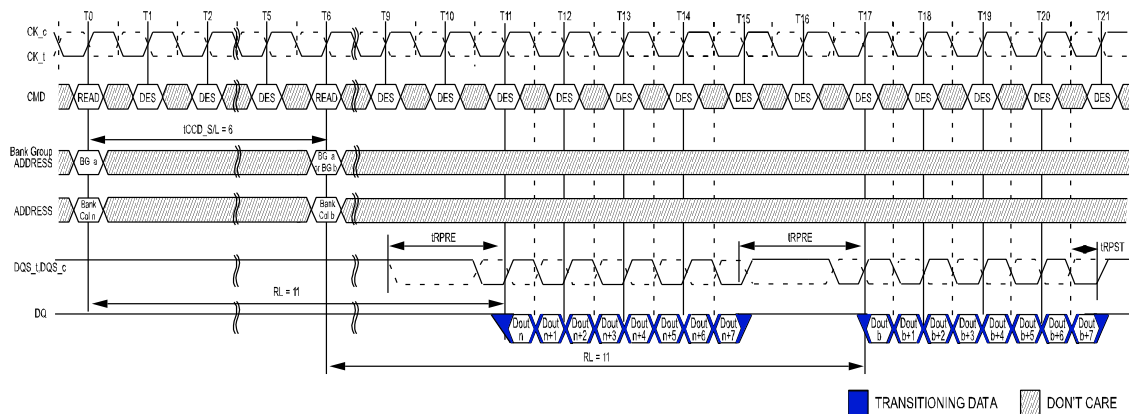 T0 T1 T2 T5 T6 T9 T10 T11 T12 T13 T14 T15 T16 T17 T18 T19 T20 T21
CK_c
CK_t
CMD READ DES DES DES READ DES DES DES DES DES DES DES DES DES DES DES DES DES
tCCD_S/L = 6
Bank Group
ADDRESS
BG a
BG a
or BG b
ADDRESS
Bank
Col n
Bank
Col b
tRPRE
tRPRE
tRPST
DQS_t,DQS_c
RL = 11
DQ
Dout n Dout n+1 Dout n+2 Dout n+3 Dout n+4 Dout n+5 Dout n+6 Dout n+7
Dout b Dout b+1 Dout b+2 Dout b+3 Dout b+4 Dout b+5 Dout b+6 Dout b+7
RL = 11
TRANSITIONING DATA
DON'T CARE